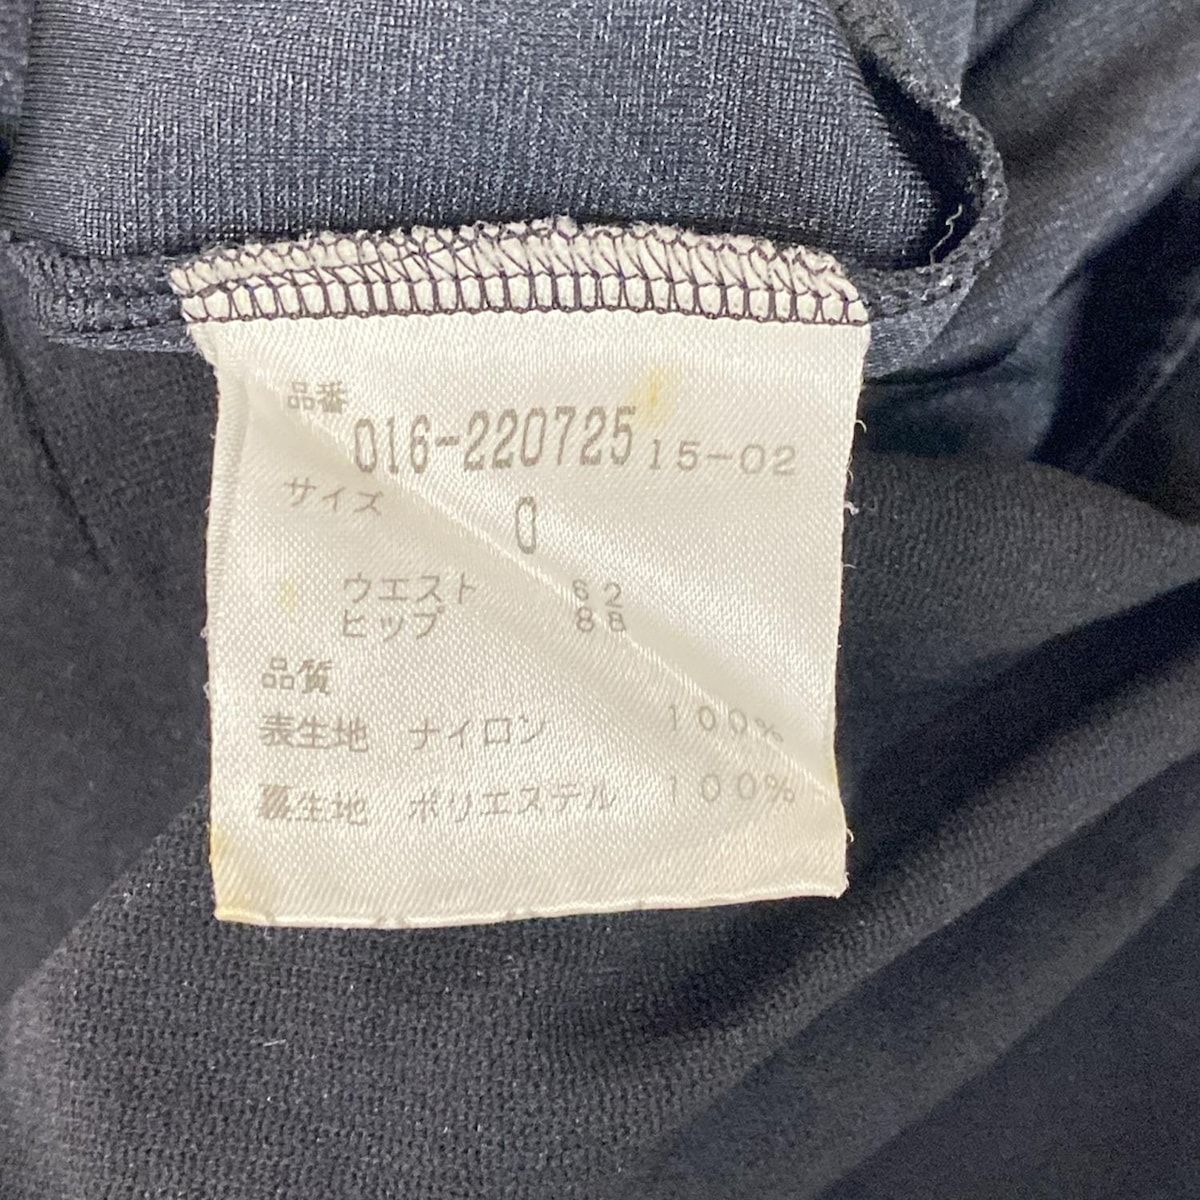 品番
016-220725 15-02
サイズ
0
ウエスト 62
ヒップ 88
品質
表生地 ナイロン 100%
裏生地 ポリエステル 100%